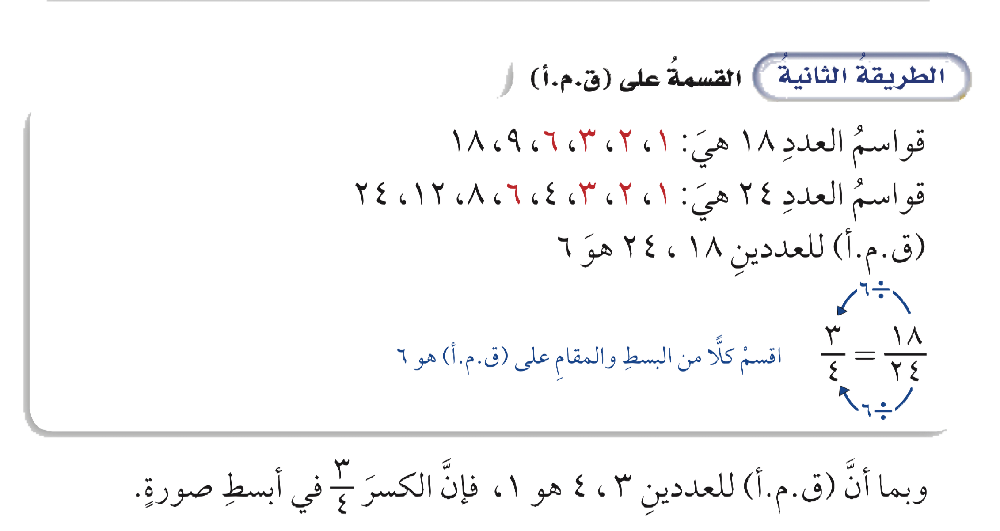 الطريقةُ الثانيةُ القسمةُ على (ق.م.أ)
قواسمُ العددِ ١٨ هيَ: ١، ٢، ٣، ٦، ٩، ١٨
قواسمُ العددِ ٢٤ هيَ: ١، ٢، ٣، ٤، ٦، ٨، ١٢، ٢٤
(ق.م.أ) للعددينِ ١٨ ، ٢٤ هوَ ٦
÷٦
١٨/٢٤ = ٣/٤ اقسمْ كلًّا من البسطِ والمقامِ على (ق.م.أ) هو ٦
÷٦
وبما أنَّ (ق.م.أ) للعددينِ ٣ ، ٤ هو ١، فإنَّ الكسرَ ٣/٤ في أبسطِ صورةٍ.